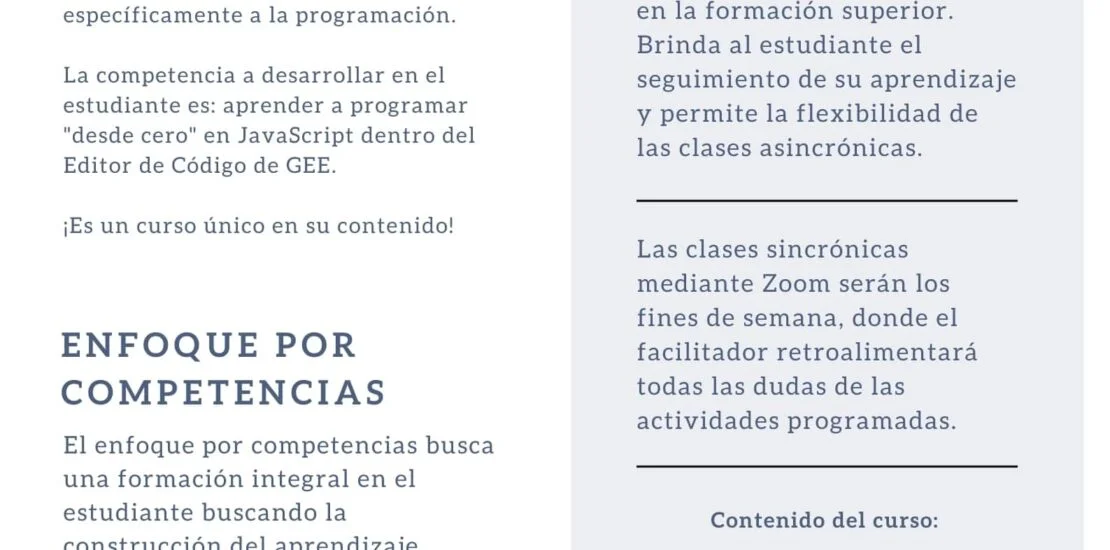 específicamente a la programación.
La competencia a desarrollar en el
estudiante es: aprender a programar
"desde cero" en JavaScript dentro del
Editor de Código de GEE.
¡Es un curso único en su contenido!
ENFOQUE POR
COMPETENCIAS
El enfoque por competencias busca
una formación integral en el
estudiante buscando la
construcción del aprendizaje
en la formación superior.
Brinda al estudiante el
seguimiento de su aprendizaje
y permite la flexibilidad de
las clases asincrónicas.
Las clases sincrónicas
mediante Zoom serán los
fines de semana, donde el
facilitador retroalimentará
todas las dudas de las
actividades programadas.
Contenido del curso: